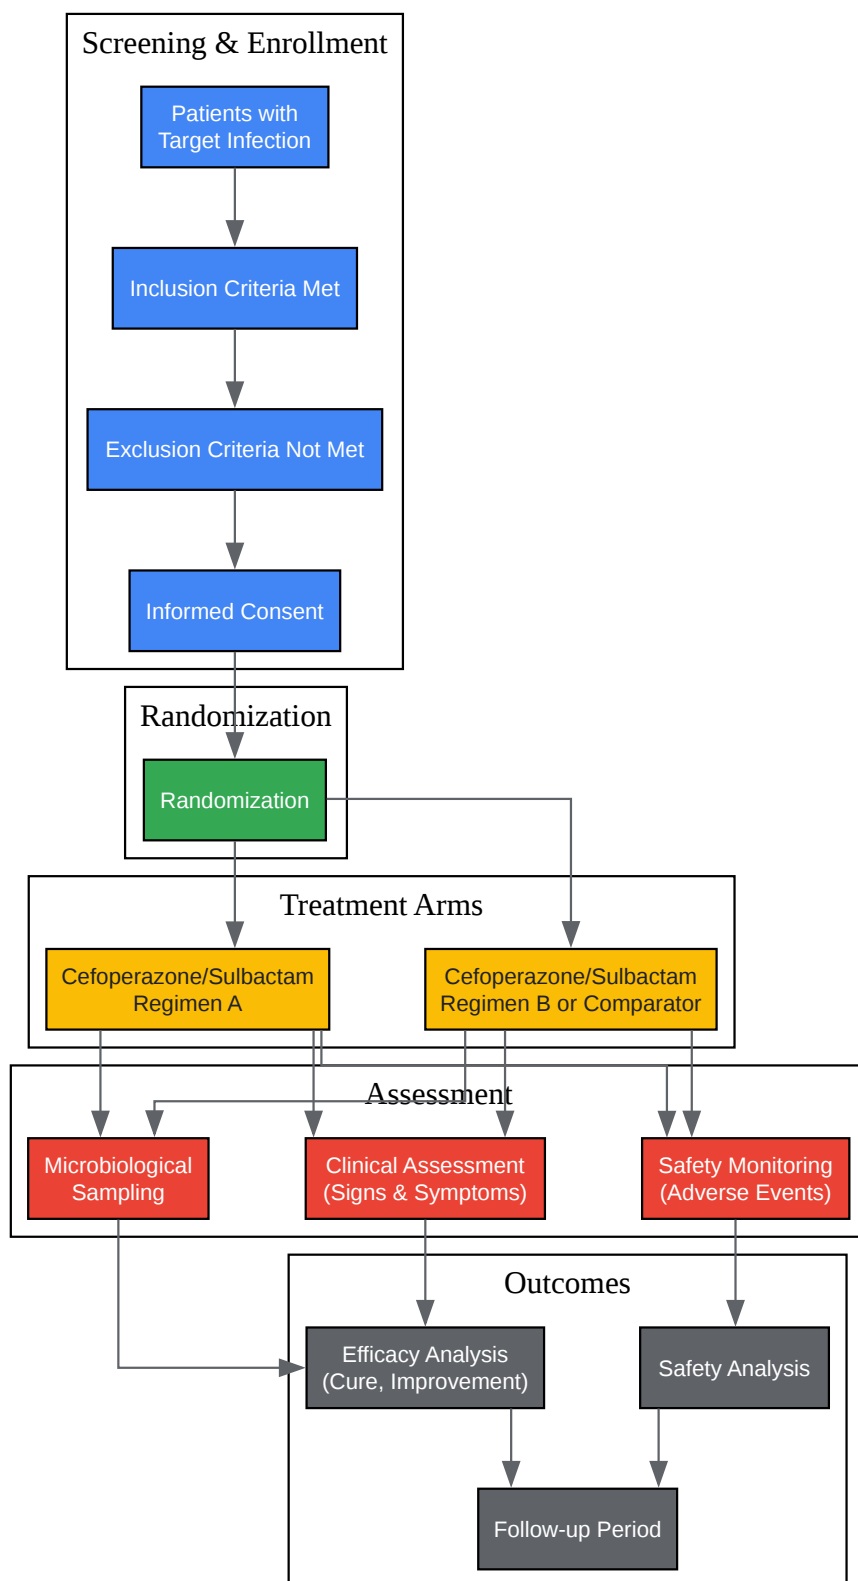 Screening & Enrollment
Patients with
Target Infection
Inclusion Criteria Met
Exclusion Criteria Not Met
Informed Consent
Randomization
Randomization
Treatment Arms
Cefoperazone/Sulbactam
Regimen A
Cefoperazone/Sulbactam
Regimen B or Comparator
Assessment
Microbiological
Sampling
Clinical Assessment
(Signs & Symptoms)
Safety Monitoring
(Adverse Events)
Outcomes
Efficacy Analysis
(Cure, Improvement)
Safety Analysis
Follow-up Period